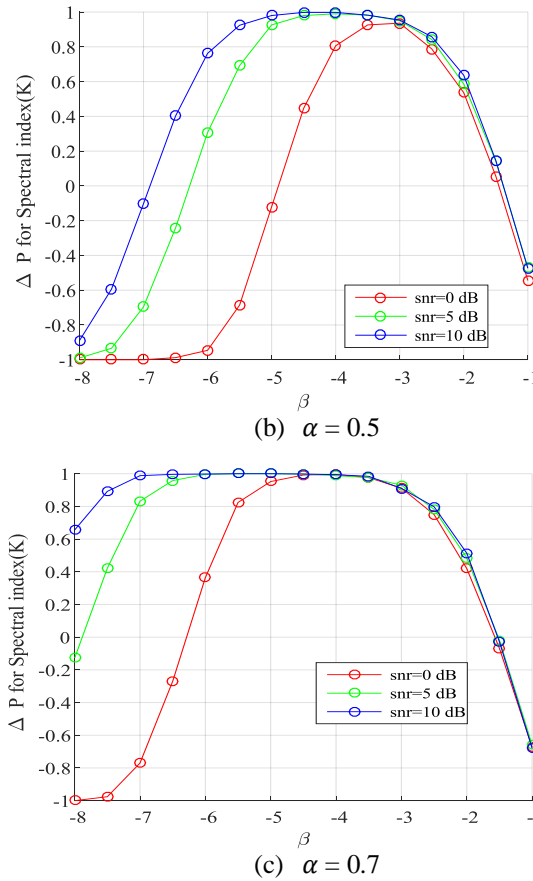 1
0.8
0.6
0.4
0.2
0
-0.2
-0.4
-0.6
-0.8
-1
Δ P for Spectral index(K)
snr=0 dB
snr=5 dB
snr=10 dB
-8 -7 -6 -5 -4 -3 -2 -1
β
(b) α = 0.5
1
0.8
0.6
0.4
0.2
0
-0.2
-0.4
-0.6
-0.8
-1
Δ P for Spectral index(K)
snr=0 dB
snr=5 dB
snr=10 dB
-8 -7 -6 -5 -4 -3 -2 -1
β
(c) α = 0.7